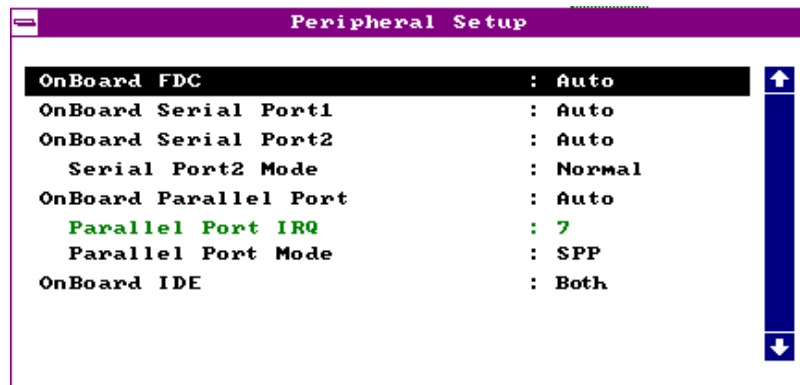 Peripheral Setup
OnBoard FDC : Auto
OnBoard Serial Port1 : Auto
OnBoard Serial Port2 : Auto
Serial Port2 Mode : Normal
OnBoard Parallel Port : Auto
Parallel Port IRQ : 7
Parallel Port Mode : SPP
OnBoard IDE : Both